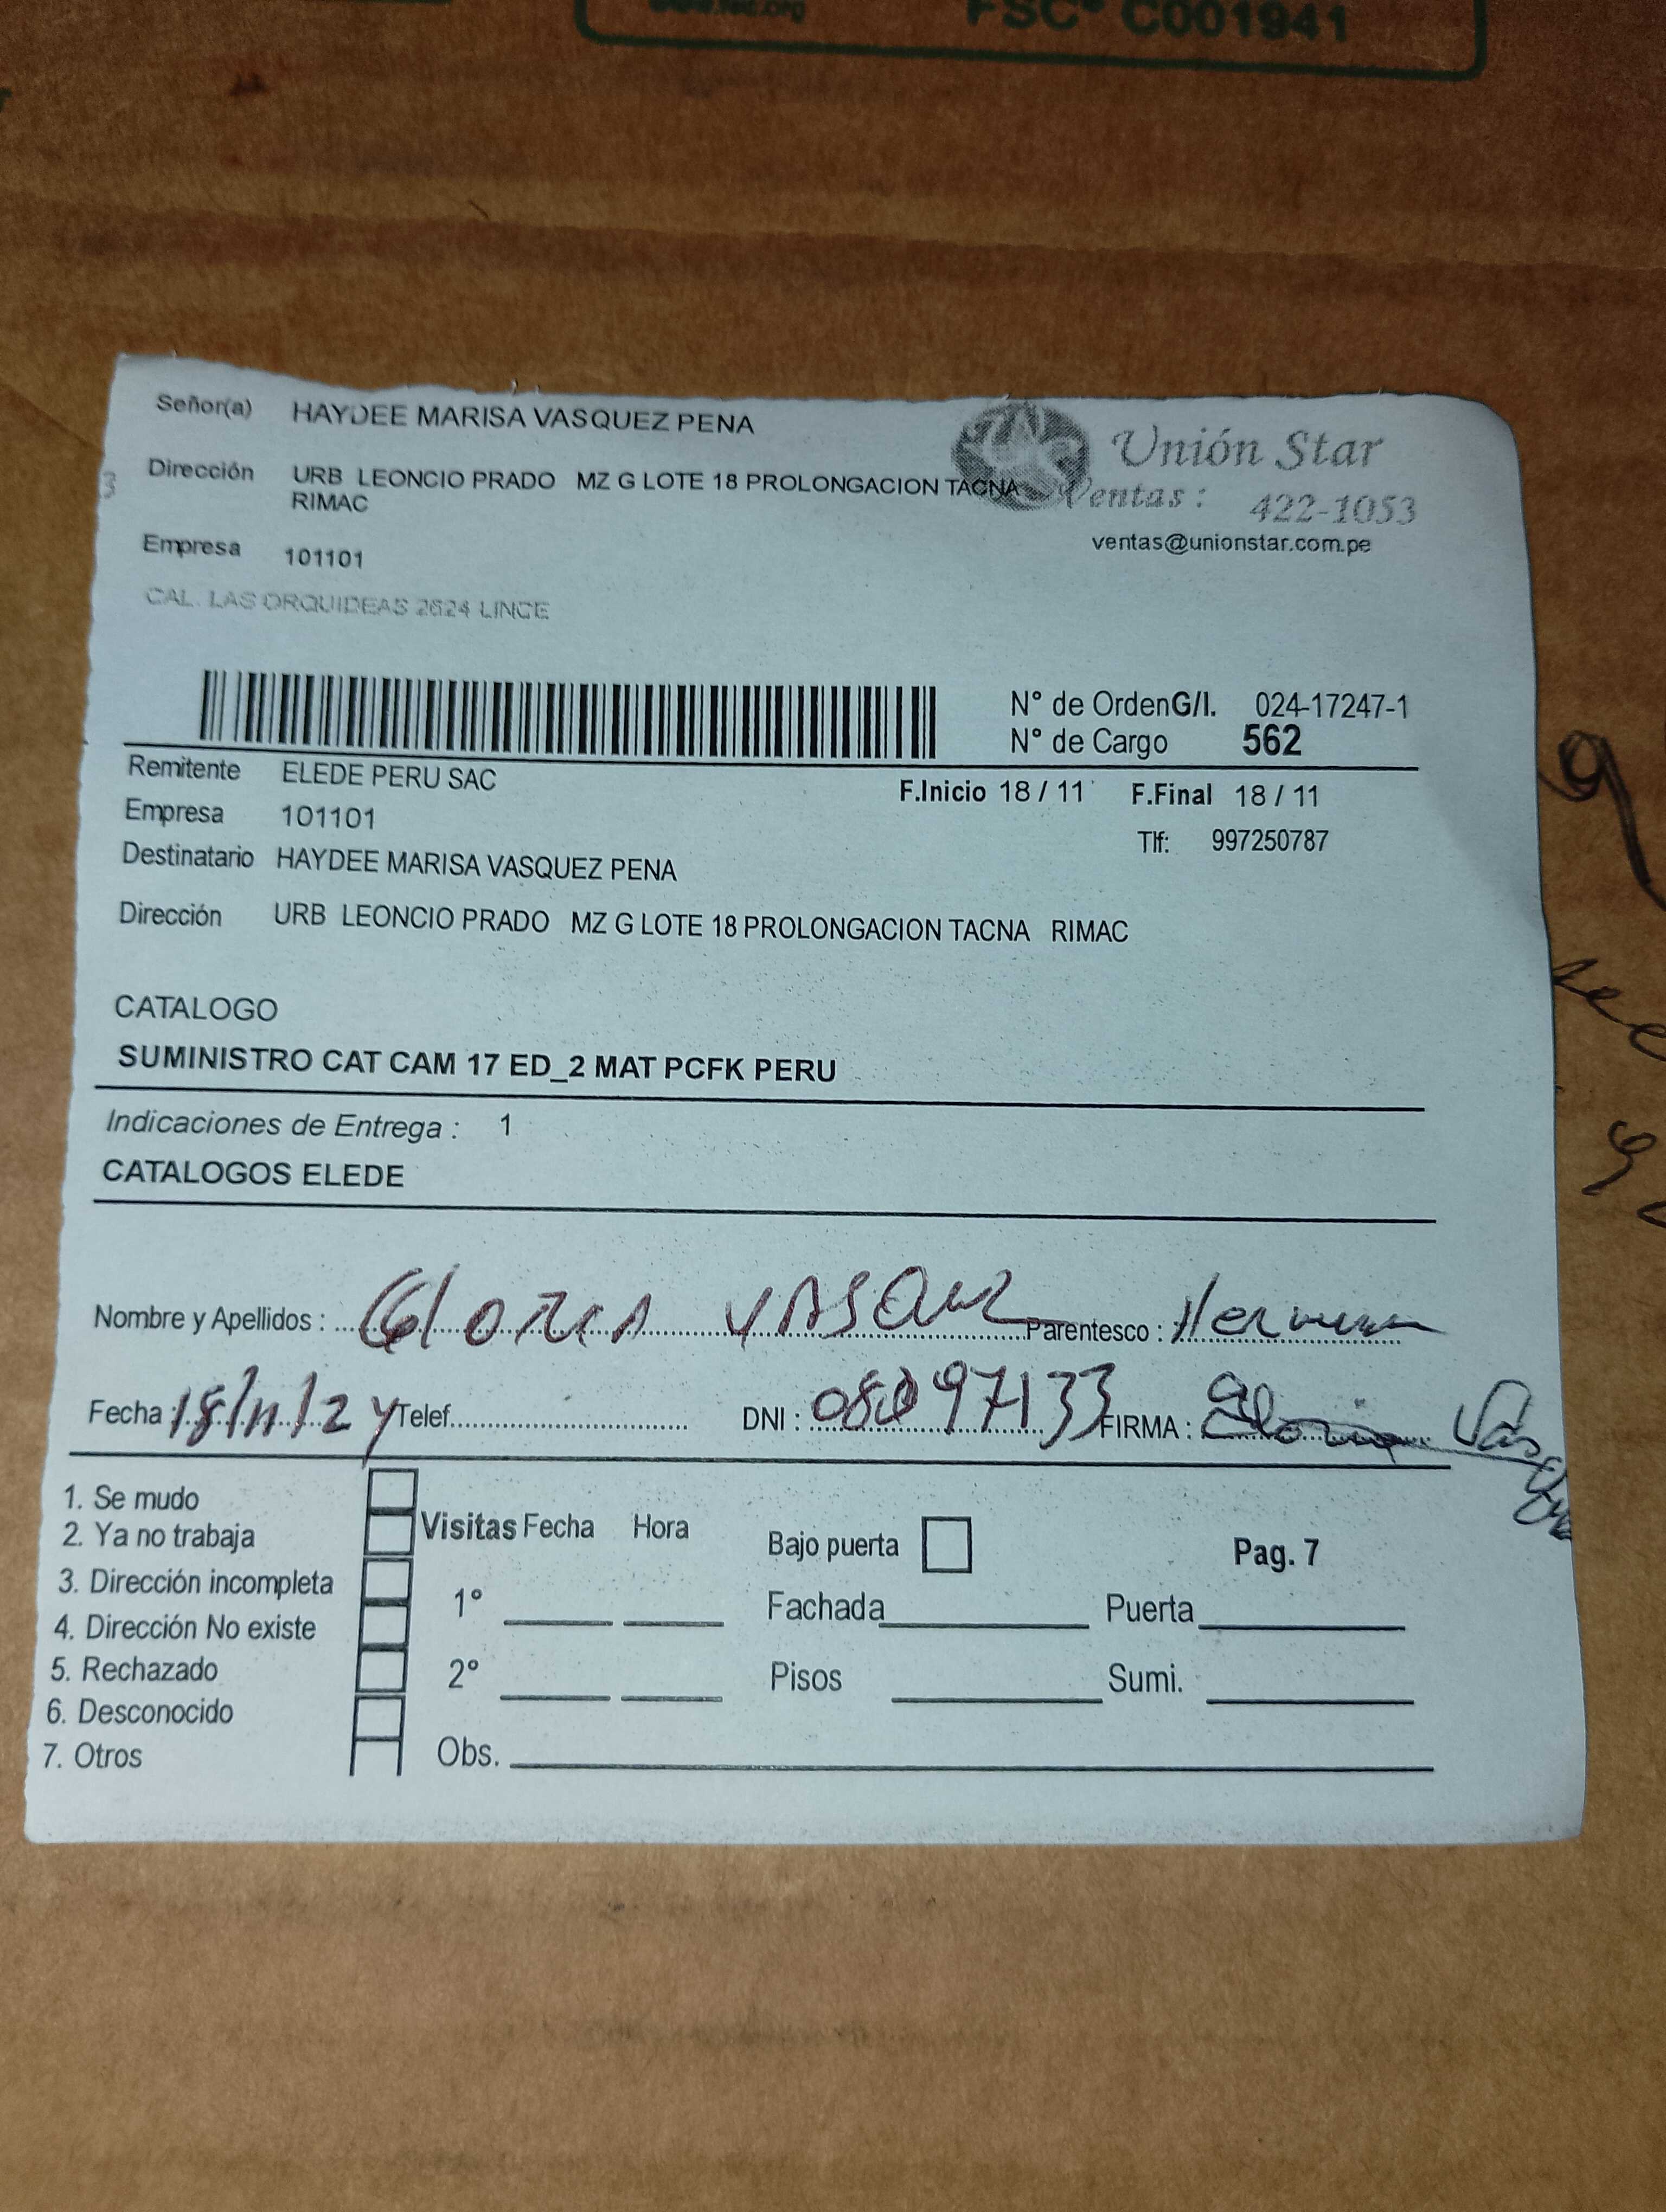 FSC® C001941
Señor(a) HAYDEE MARISA VASQUEZ PENA
Unión Star
Dirección URB LEONCIO PRADO MZ G LOTE 18 PROLONGACION TACNA
RIMAC
Ventas : 422-1053
ventas@unionstar.com.pe
Empresa 101101
CAL. LAS ORQUIDEAS 2624 LINCE
N° de Orden G/I. 024-17247-1
N° de Cargo 562
Remitente ELEDE PERU SAC
F.Inicio 18 / 11 F.Final 18 / 11
Empresa 101101
Tlf: 997250787
Destinatario HAYDEE MARISA VASQUEZ PENA
Dirección URB LEONCIO PRADO MZ G LOTE 18 PROLONGACION TACNA RIMAC
CATALOGO
SUMINISTRO CAT CAM 17 ED_2 MAT PCFK PERU
Indicaciones de Entrega : 1
CATALOGOS ELEDE
Nombre y Apellidos : GlORIA VASQUEZ Parentesco : Hermana
Fecha 18/11/24 Telef. DNI : 08097133 FIRMA : Gloria Vásquez
1. Se mudo
2. Ya no trabaja
3. Dirección incompleta
4. Dirección No existe
5. Rechazado
6. Desconocido
7. Otros
Visitas Fecha Hora
1°
2°
Obs.
Bajo puerta
Pag. 7
Fachada Puerta
Pisos Sumi.